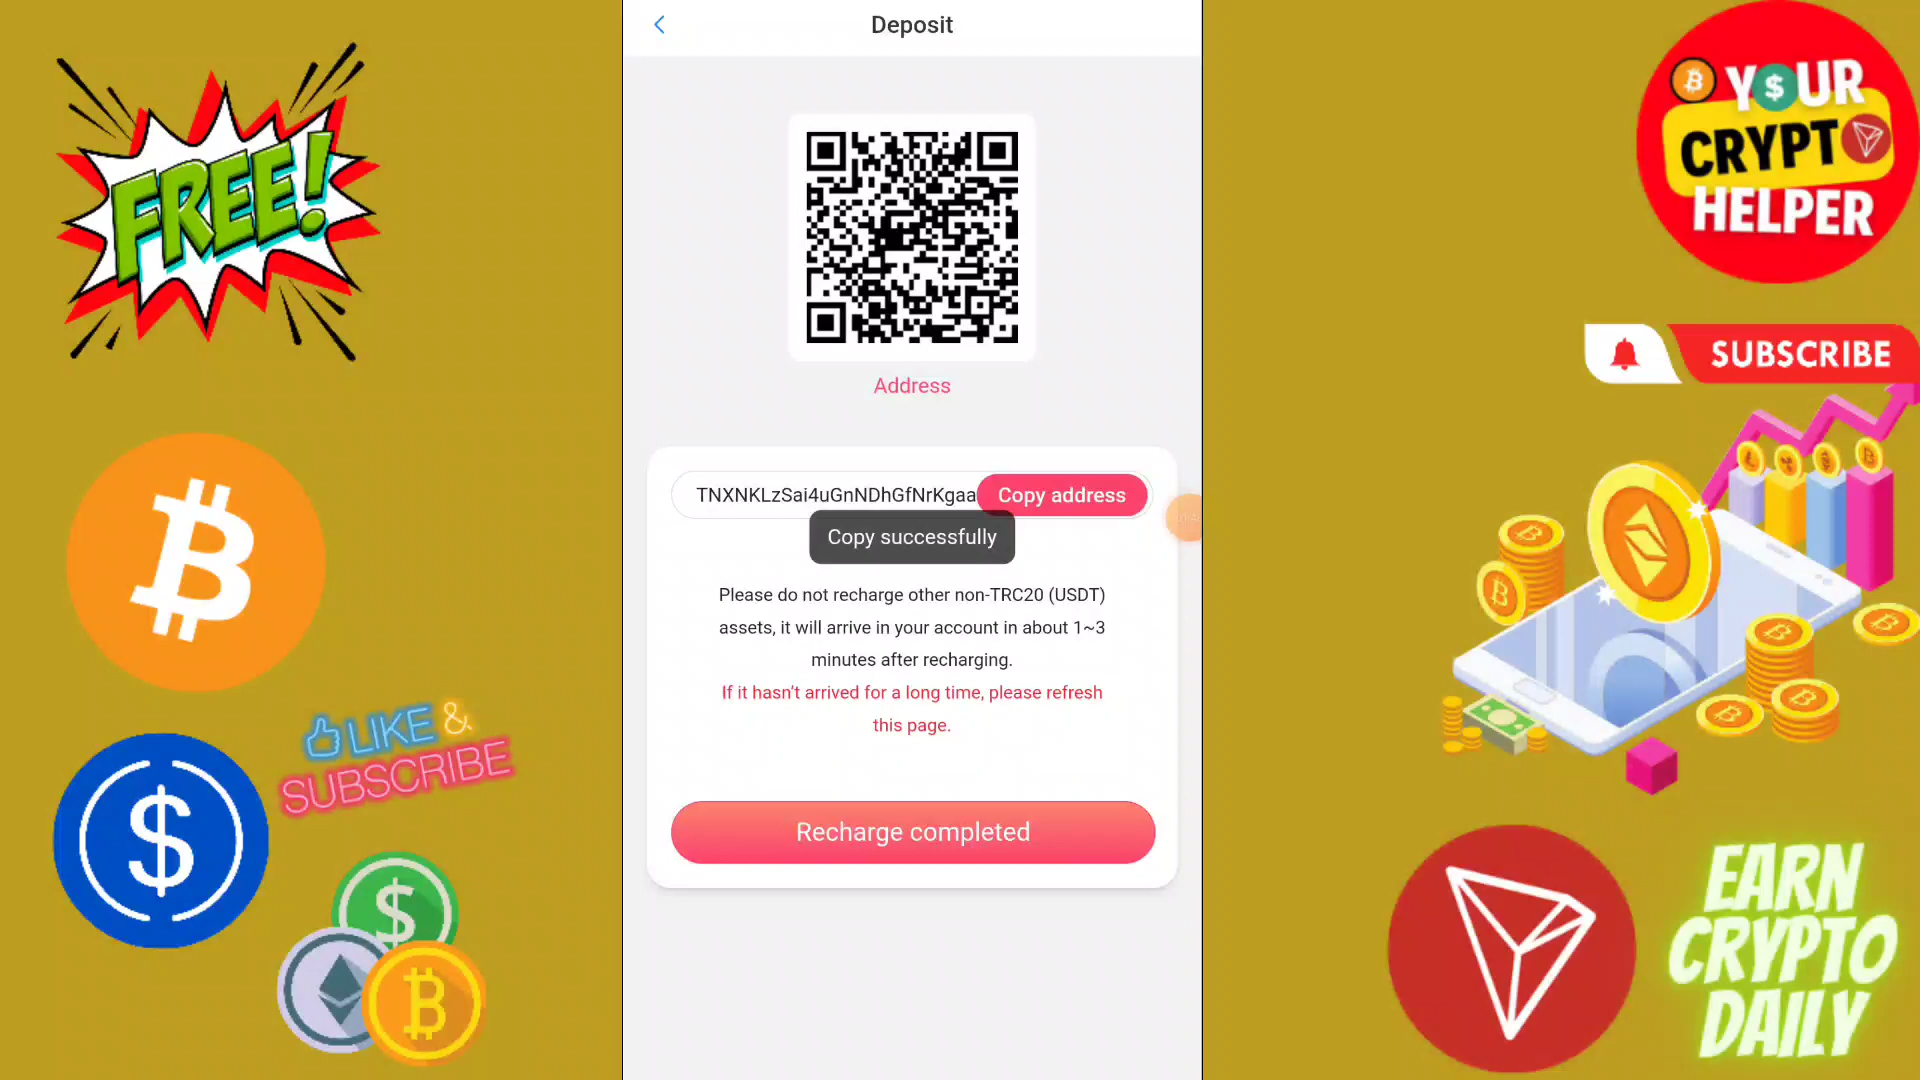 Deposit
FREE!
Y$UR
CRYPT
HELPER
SUBSCRIBE
Address
TNXNKLzSai4uGnNDhGfNrKgaa
Copy address
Copy successfully
Please do not recharge other non-TRC20 (USDT)
assets, it will arrive in your account in about 1~3
minutes after recharging.
If it hasn't arrived for a long time, please refresh
this page.
Recharge completed
LIKE &
SUBSCRIBE
EARN
CRYPTO
DAILY